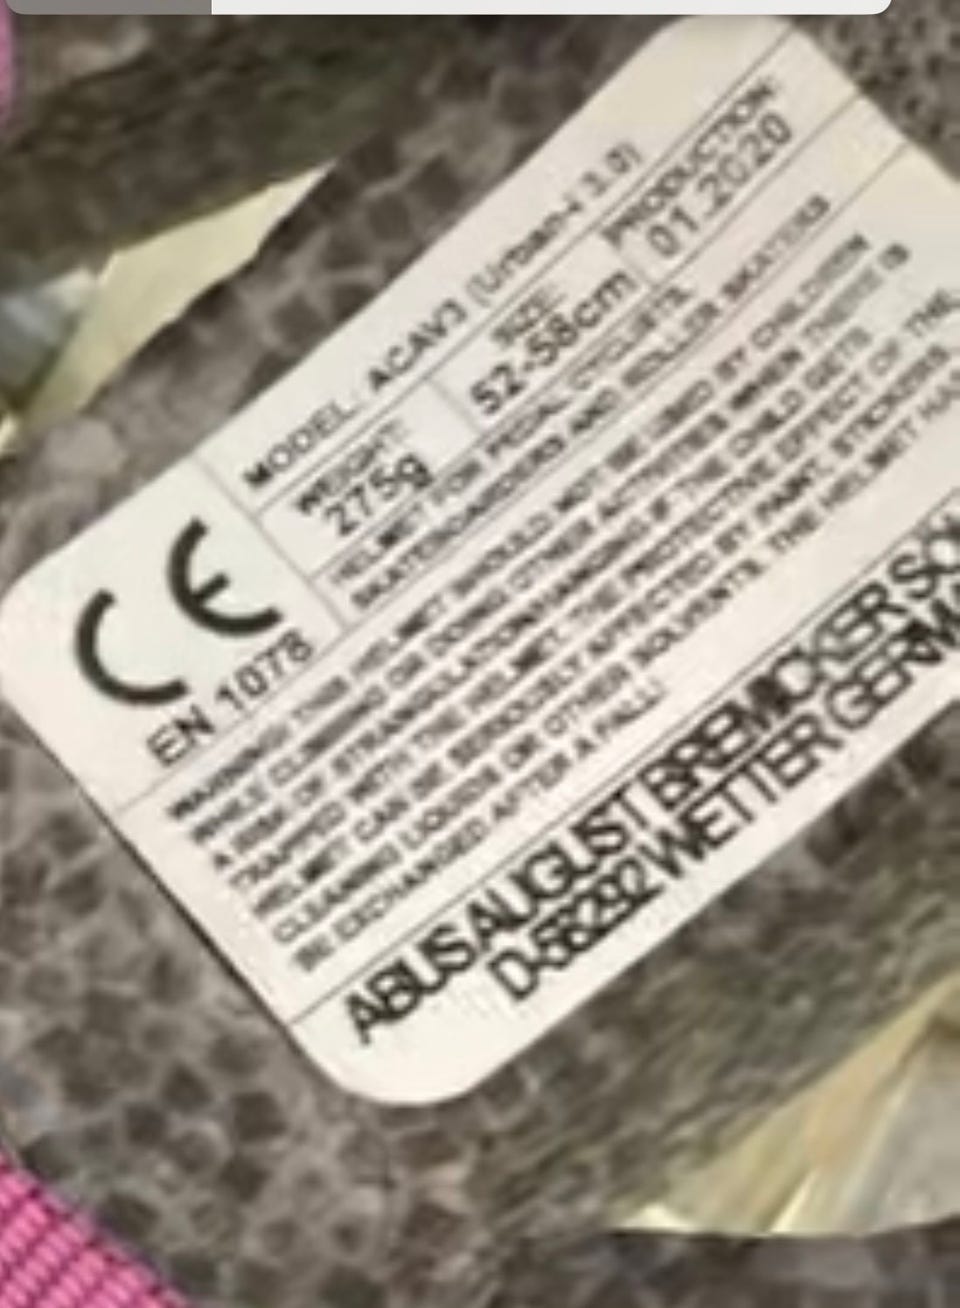 MODEL: ACAV3 (Urban-I 3.0)
WEIGHT:
275g
SIZE:
52-58cm
PRODUCTION:
01.2020
HELMET FOR PEDAL CYCLISTS,
SKATEBOARDERS AND ROLLER SKATERS
CE
EN 1078
WARNING! THIS HELMET SHOULD NOT BE USED BY CHILDREN
WHILE CLIMBING OR DOING OTHER ACTIVITIES WHEN THERE IS
A RISK OF STRANGULATION/HANGING IF THE CHILD GETS
TRAPPED WITH THE HELMET. THE PROTECTIVE EFFECT OF THE
HELMET CAN BE SERIOUSLY AFFECTED BY PAINT, STICKERS,
CLEANING LIQUIDS OR OTHER SOLVENTS. THE HELMET HAS
BE EXCHANGED AFTER A FALL!
ABUS AUGUST BREMICKER SÖ
D-58292 WETTER GERMA